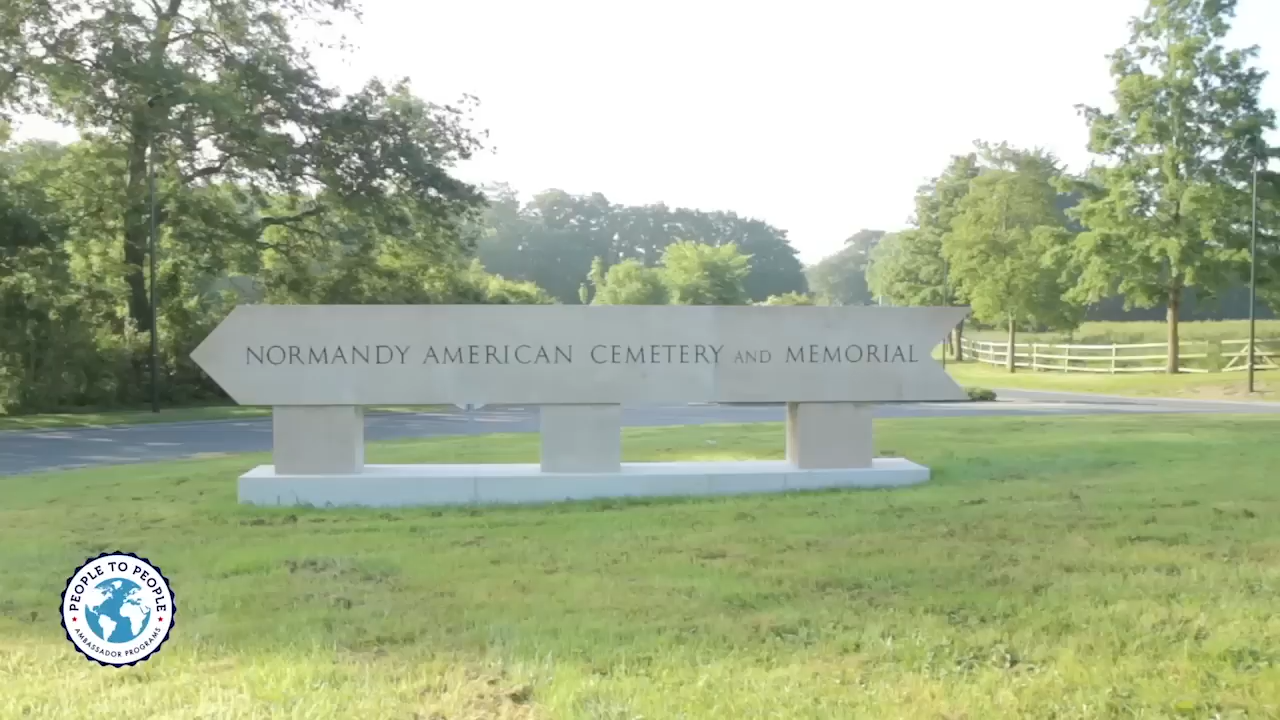 NORMANDY AMERICAN CEMETERY AND MEMORIAL
PEOPLE TO PEOPLE
AMBASSADOR PROGRAMS